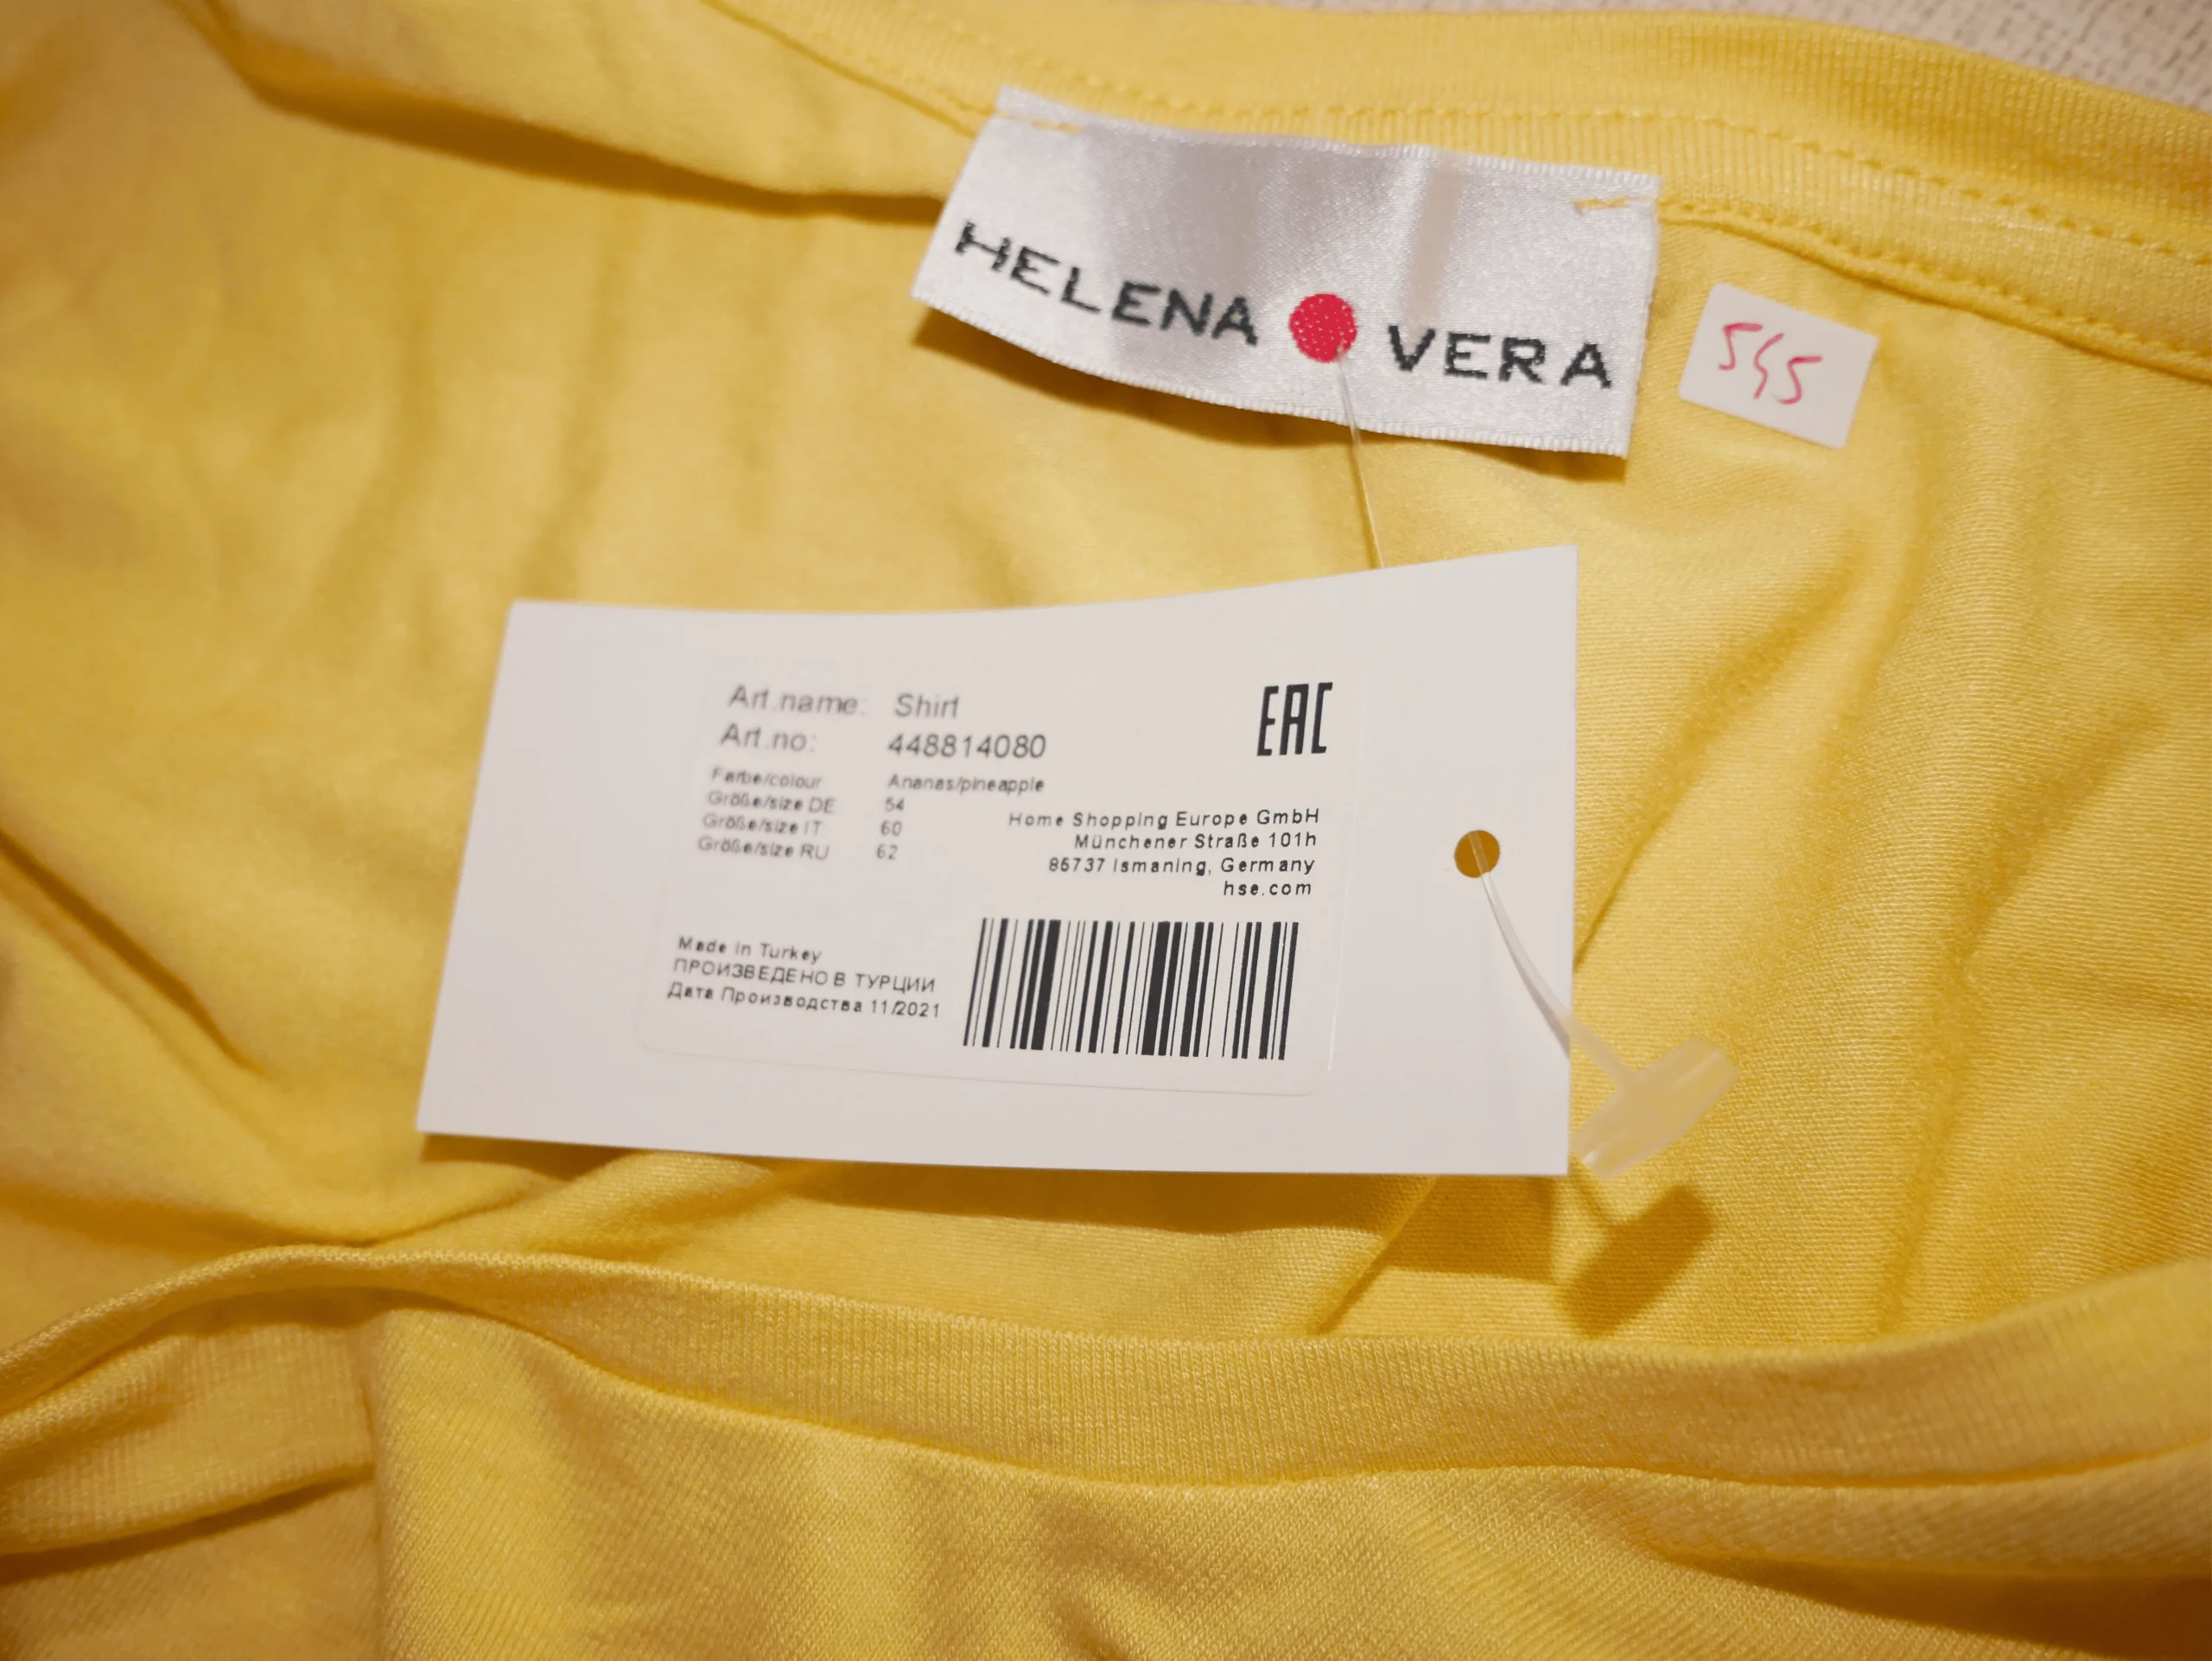 HELENA VERA
545
Art.name: Shirt
Art.no: 448814080
EAC
Farbe/colour Ananas/pineapple
Größe/size DE 54
Größe/size IT 60
Größe/size RU 62
Home Shopping Europe GmbH
Münchener Straße 101h
85737 Ismaning, Germany
hse.com
Made in Turkey
ПРОИЗВЕДЕНО В ТУРЦИИ
Дата Производства 11/2021